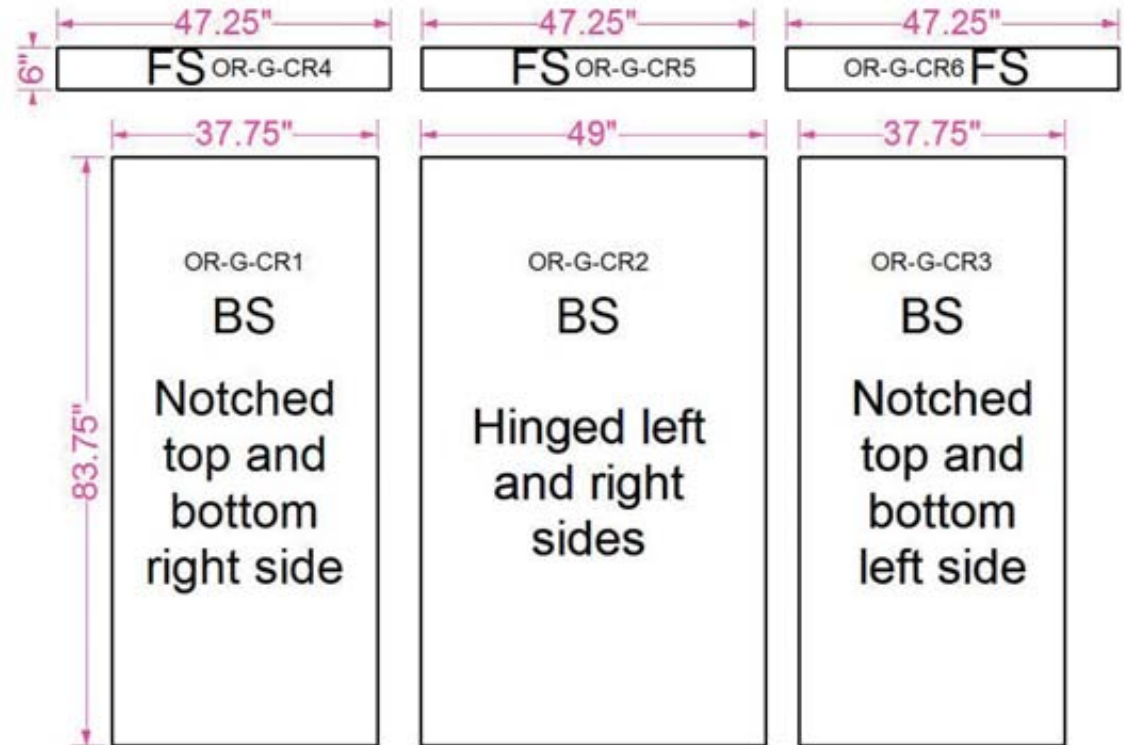 47.25" 47.25" 47.25"
6" FS OR-G-CR4 FS OR-G-CR5 OR-G-CR6 FS
37.75" 49" 37.75"
83.75"
OR-G-CR1
BS
Notched
top and
bottom
right side
OR-G-CR2
BS
Hinged left
and right
sides
OR-G-CR3
BS
Notched
top and
bottom
left side